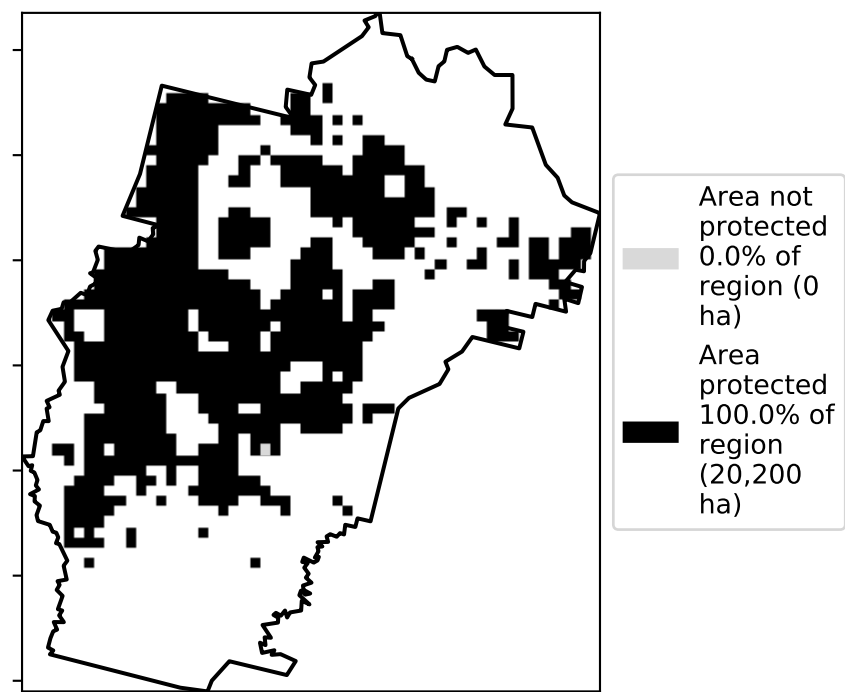 Area not
protected
0.0% of
region (0
ha)
Area
protected
100.0% of
region
(20,200
ha)